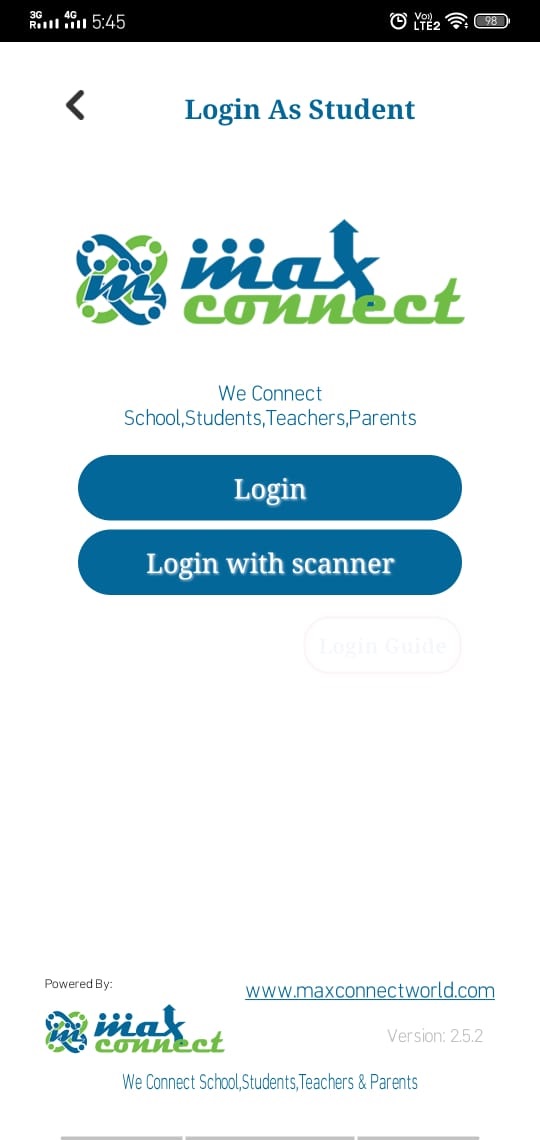 3G R 4G 5:45 Vo)) LTE2 98
Login As Student
m max
connect
We Connect
School,Students,Teachers,Parents
Login
Login with scanner
Login Guide
Powered By:
www.maxconnectworld.com
m max
connect
Version: 2.5.2
We Connect School,Students,Teachers & Parents